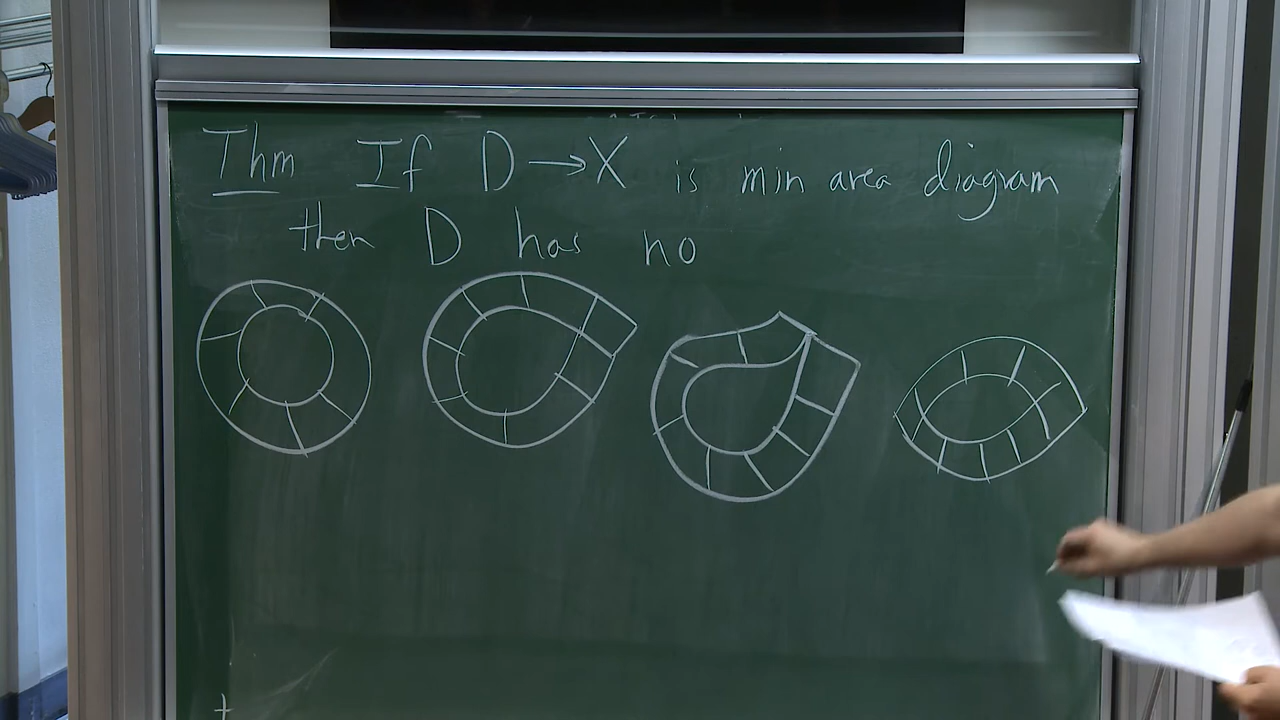 Thm If D → X is min area diagram
then D has no